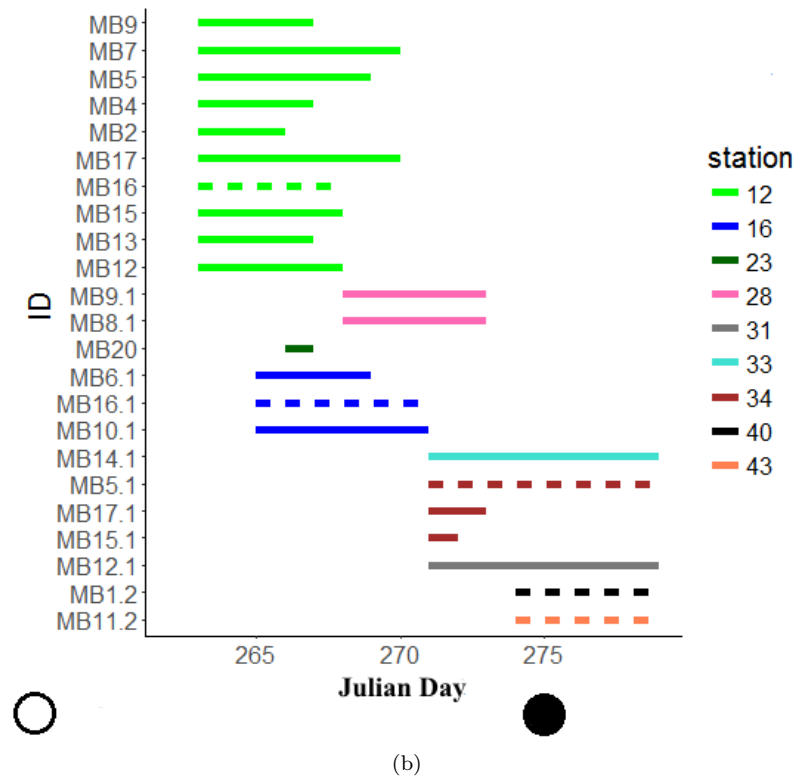 MB9
MB7
MB5
MB4
MB2
MB17
MB16
MB15
MB13
MB12
MB9.1
MB8.1
MB20
MB6.1
MB16.1
MB10.1
MB14.1
MB5.1
MB17.1
MB15.1
MB12.1
MB1.2
MB11.2
ID
265 270 275
Julian Day
station
12
16
23
28
31
33
34
40
43
(b)